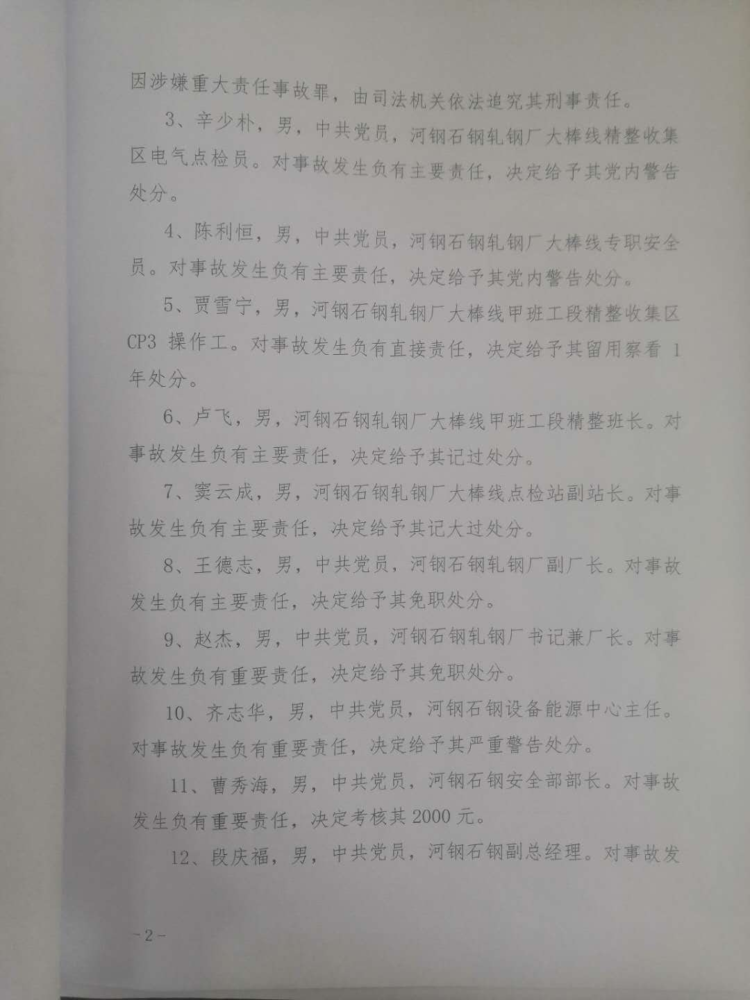 因涉嫌重大责任事故罪，由司法机关依法追究其刑事责任。
3、辛少朴，男，中共党员，河钢石钢轧钢厂大棒线精整收集
区电气点检员。对事故发生负有主要责任，决定给予其党内警告
处分。
4、陈利恒，男，中共党员，河钢石钢轧钢厂大棒线专职安全
员。对事故发生负有主要责任，决定给予其党内警告处分。
5、贾雪宁，男，河钢石钢轧钢厂大棒线甲班工段精整收集区
CP3 操作工。对事故发生负有直接责任，决定给予其留用察看 1
年处分。
6、卢飞，男，河钢石钢轧钢厂大棒线甲班工段精整班长。对
事故发生负有主要责任，决定给予其记过处分。
7、窦云成，男，河钢石钢轧钢厂大棒线点检站副站长。对事
故发生负有主要责任，决定给予其记大过处分。
8、王德志，男，中共党员，河钢石钢轧钢厂副厂长。对事故
发生负有主要责任，决定给予其免职处分。
9、赵杰，男，中共党员，河钢石钢轧钢厂书记兼厂长。对事
故发生负有重要责任，决定给予其免职处分。
10、齐志华，男，中共党员，河钢石钢设备能源中心主任。
对事故发生负有重要责任，决定给予其严重警告处分。
11、曹秀海，男，中共党员，河钢石钢安全部部长。对事故
发生负有重要责任，决定考核其 2000 元。
12、段庆福，男，中共党员，河钢石钢副总经理。对事故发
－2－